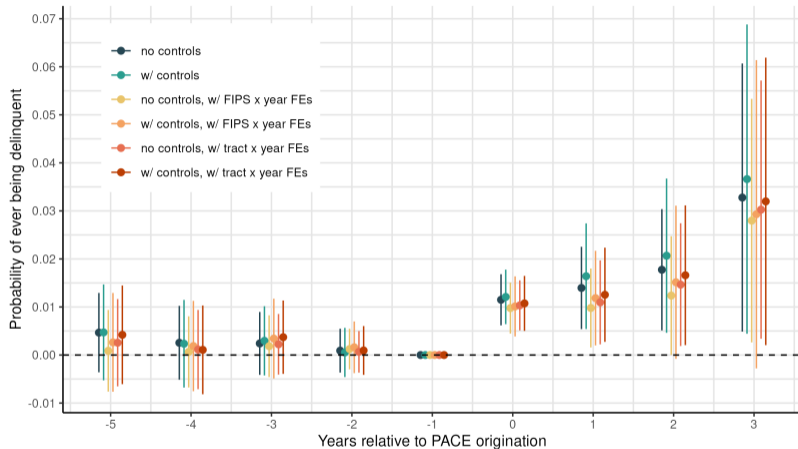 0.07
0.06
0.05
0.04
0.03
0.02
0.01
0.00
-0.01
Probability of ever being delinquent
no controls
w/ controls
no controls, w/ FIPS x year FEs
w/ controls, w/ FIPS x year FEs
no controls, w/ tract x year FEs
w/ controls, w/ tract x year FEs
-5 -4 -3 -2 -1 0 1 2 3
Years relative to PACE origination